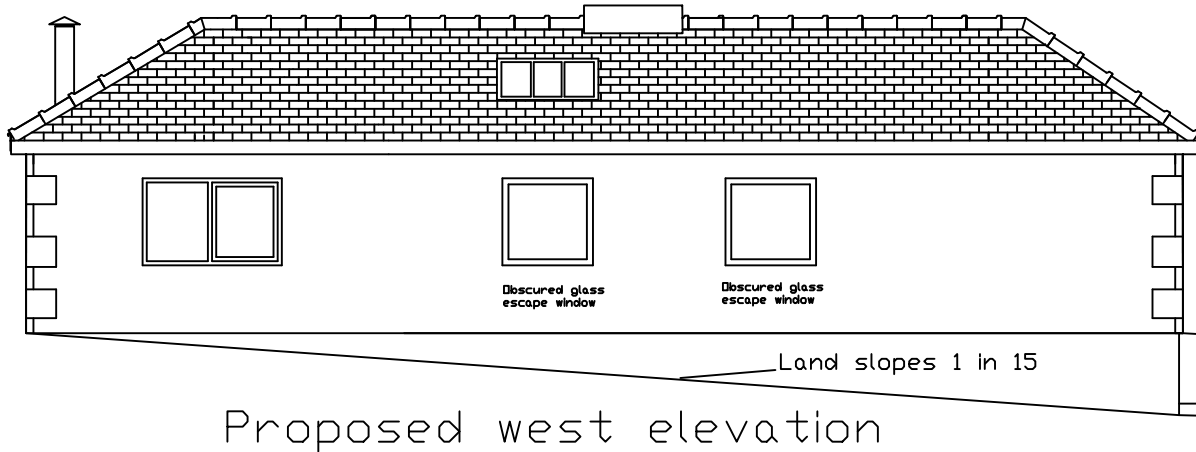 Obscured glass
escape window
Obscured glass
escape window
Land slopes 1 in 15
Proposed west elevation